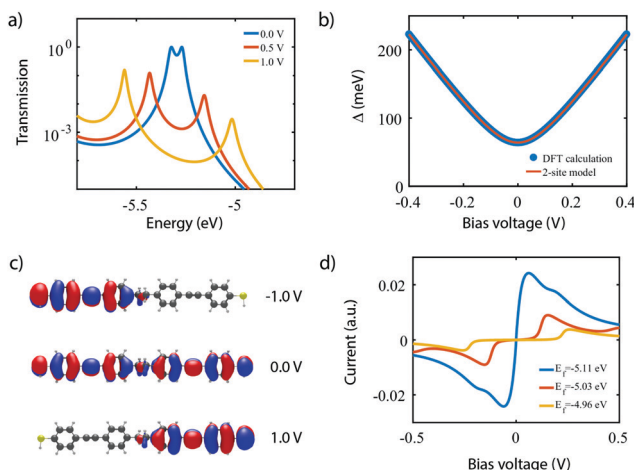 a)
Transmission
10^0
10^-3
-5.5
-5
Energy (eV)
0.0 V
0.5 V
1.0 V
b)
Δ (meV)
200
100
0
-0.4
-0.2
0
0.2
0.4
Bias voltage (V)
DFT calculation
2-site model
c)
-1.0 V
0.0 V
1.0 V
d)
Current (a.u.)
0.02
0
-0.02
-0.5
0
0.5
Bias voltage (V)
E_f=-5.11 eV
E_f=-5.03 eV
E_f=-4.96 eV